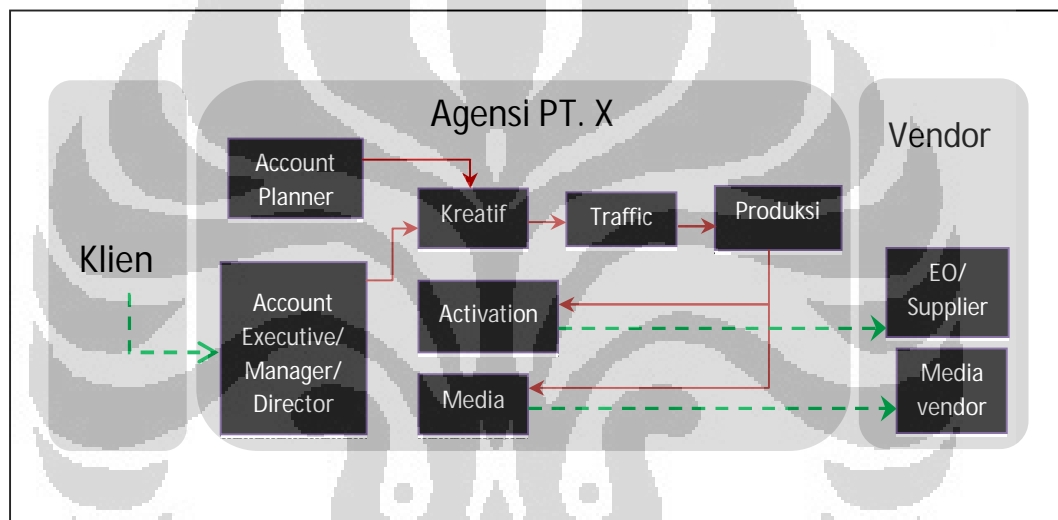 Agensi PT. X
Vendor
Klien
Account
Planner
Kreatif
Traffic
Produksi
Account
Executive/
Manager/
Director
Activation
Media
EO/
Supplier
Media
vendor